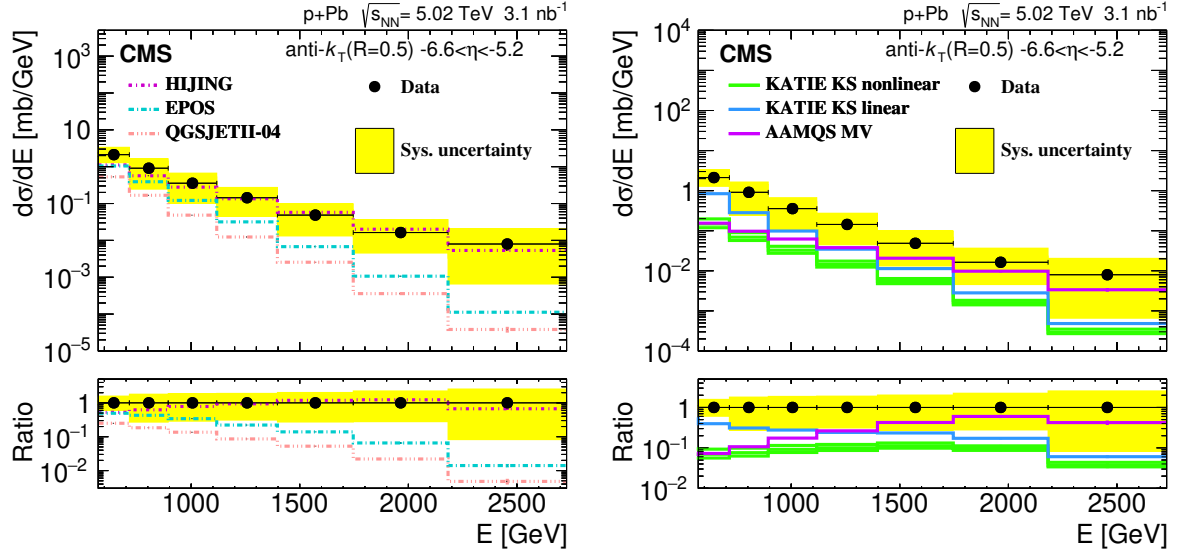 p+Pb √s_NN = 5.02 TeV 3.1 nb⁻¹
CMS
anti-k_T(R=0.5) -6.6<η<-5.2
HIJING
EPOS
QGSJETII-04
Data
Sys. uncertainty
dσ/dE [mb/GeV]
10³
10
10⁻¹
10⁻³
10⁻⁵
Ratio
1
10⁻¹
10⁻²
1000 1500 2000 2500
E [GeV]
p+Pb √s_NN = 5.02 TeV 3.1 nb⁻¹
CMS
anti-k_T(R=0.5) -6.6<η<-5.2
KATIE KS nonlinear
KATIE KS linear
AAMQS MV
Data
Sys. uncertainty
dσ/dE [mb/GeV]
10⁴
10²
1
10⁻²
10⁻⁴
Ratio
1
10⁻¹
10⁻²
1000 1500 2000 2500
E [GeV]